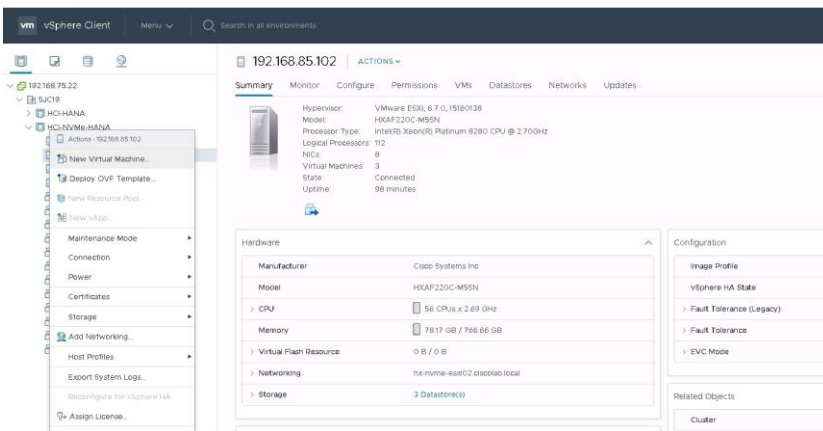 vm vSphere Client Menu Search in all environments
192.168.75.22
SJC19
HCI-HANA
HCI-NVMe-HANA
Actions - 192.168.85.102
New Virtual Machine...
Deploy OVF Template...
New Resource Pool...
New vApp...
Maintenance Mode
Connection
Power
Certificates
Storage
Add Networking...
Host Profiles
Export System Logs...
Reconfigure for vSphere HA
Assign License...
192.168.85.102 ACTIONS
Summary Monitor Configure Permissions VMs Datastores Networks Updates
Hypervisor: VMware ESXi, 6.7.0, 15160138
Model: HXAF220C-M5SN
Processor Type: Intel(R) Xeon(R) Platinum 8280 CPU @ 2.70GHz
Logical Processors: 112
NICs: 8
Virtual Machines: 3
State: Connected
Uptime: 98 minutes
Hardware
Manufacturer Cisco Systems Inc
Model HXAF220C-M5SN
CPU 56 CPUs x 2.69 GHz
Memory 78.17 GB / 766.66 GB
Virtual Flash Resource 0 B / 0 B
Networking hx-nvme-esxi02.ciscolab.local
Storage 3 Datastore(s)
Configuration
Image Profile
vSphere HA State
Fault Tolerance (Legacy)
Fault Tolerance
EVC Mode
Related Objects
Cluster